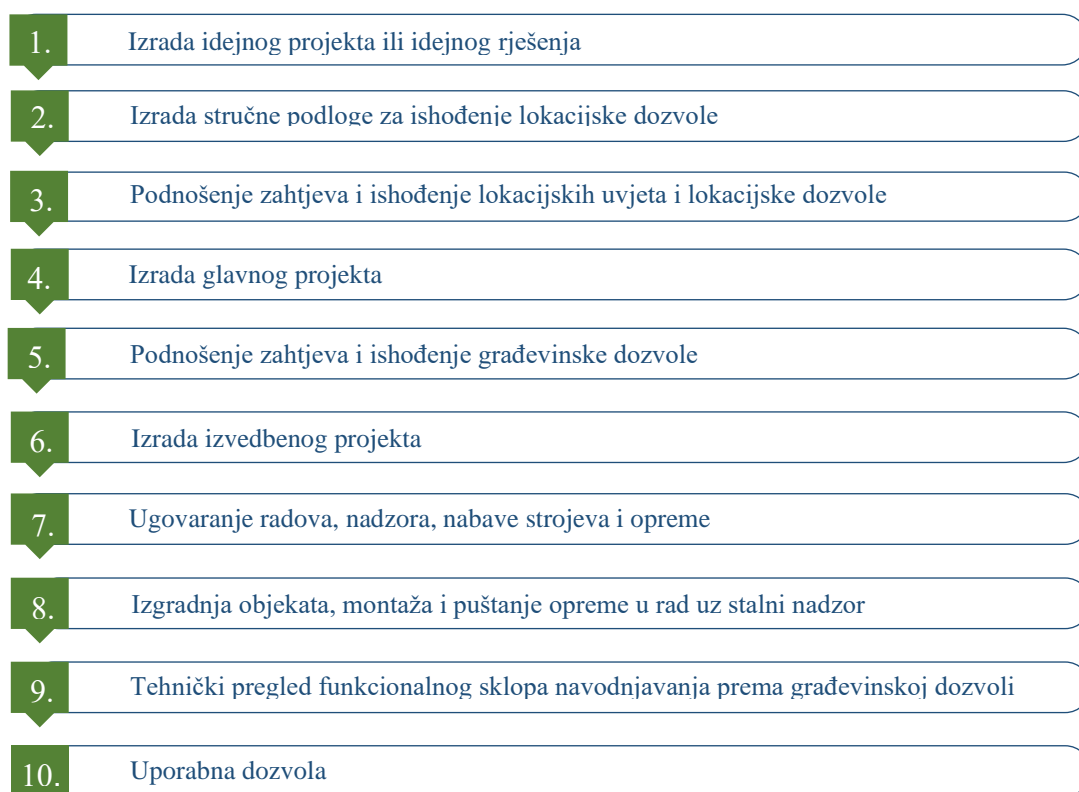 1. Izrada idejnog projekta ili idejnog rješenja
2. Izrada stručne podloge za ishođenje lokacijske dozvole
3. Podnošenje zahtjeva i ishođenje lokacijskih uvjeta i lokacijske dozvole
4. Izrada glavnog projekta
5. Podnošenje zahtjeva i ishođenje građevinske dozvole
6. Izrada izvedbenog projekta
7. Ugovaranje radova, nadzora, nabave strojeva i opreme
8. Izgradnja objekata, montaža i puštanje opreme u rad uz stalni nadzor
9. Tehnički pregled funkcionalnog sklopa navodnjavanja prema građevinskoj dozvoli
10. Uporabna dozvola